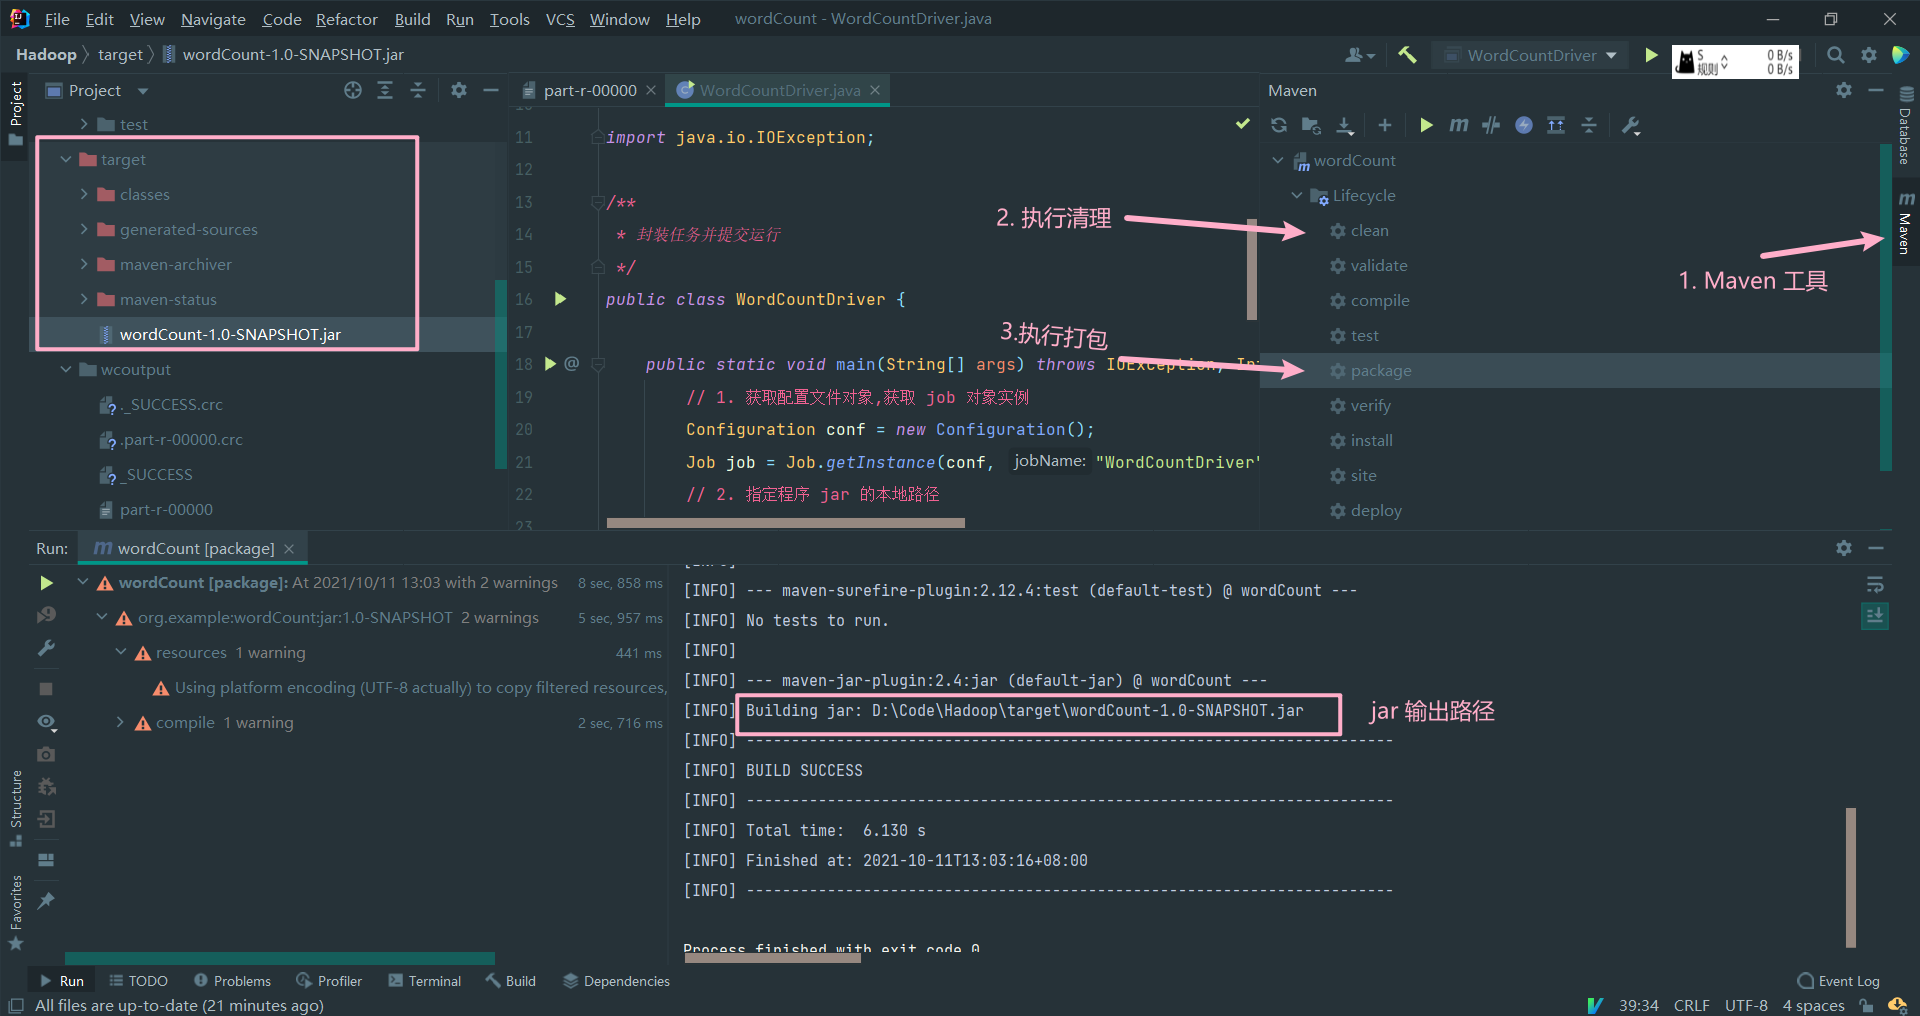 File Edit View Navigate Code Refactor Build Run Tools VCS Window Help wordCount - WordCountDriver.java
Hadoop target wordCount-1.0-SNAPSHOT.jar
WordCountDriver
S 规则 0 B/s
0 B/s
Project
Project
test
target
classes
generated-sources
maven-archiver
maven-status
wordCount-1.0-SNAPSHOT.jar
wcoutput
._SUCCESS.crc
.part-r-00000.crc
_SUCCESS
part-r-00000
part-r-00000 WordCountDriver.java
11 import java.io.IOException;
12
13 /**
14 * 封装任务并提交运行
15 */
16 public class WordCountDriver {
17
18 @ public static void main(String[] args) throws IOException, In
19 // 1. 获取配置文件对象,获取 job 对象实例
20 Configuration conf = new Configuration();
21 Job job = Job.getInstance(conf, jobName: "WordCountDriver"
22 // 2. 指定程序 jar 的本地路径
23
2. 执行清理
3.执行打包
1. Maven 工具
Maven
wordCount
Lifecycle
clean
validate
compile
test
package
verify
install
site
deploy
Database
Maven
Run: wordCount [package]
wordCount [package]: At 2021/10/11 13:03 with 2 warnings 8 sec, 858 ms
org.example:wordCount:jar:1.0-SNAPSHOT 2 warnings 5 sec, 957 ms
resources 1 warning 441 ms
Using platform encoding (UTF-8 actually) to copy filtered resources,
compile 1 warning 2 sec, 716 ms
[INFO] --- maven-surefire-plugin:2.12.4:test (default-test) @ wordCount ---
[INFO] No tests to run.
[INFO]
[INFO] --- maven-jar-plugin:2.4:jar (default-jar) @ wordCount ---
[INFO] Building jar: D:\Code\Hadoop\target\wordCount-1.0-SNAPSHOT.jar
jar 输出路径
[INFO] ------------------------------------------------------------------------
[INFO] BUILD SUCCESS
[INFO] ------------------------------------------------------------------------
[INFO] Total time:  6.130 s
[INFO] Finished at: 2021-10-11T13:03:16+08:00
[INFO] ------------------------------------------------------------------------
Process finished with exit code 0
Structure
Favorites
Run TODO Problems Profiler Terminal Build Dependencies Event Log
All files are up-to-date (21 minutes ago) 39:34 CRLF UTF-8 4 spaces